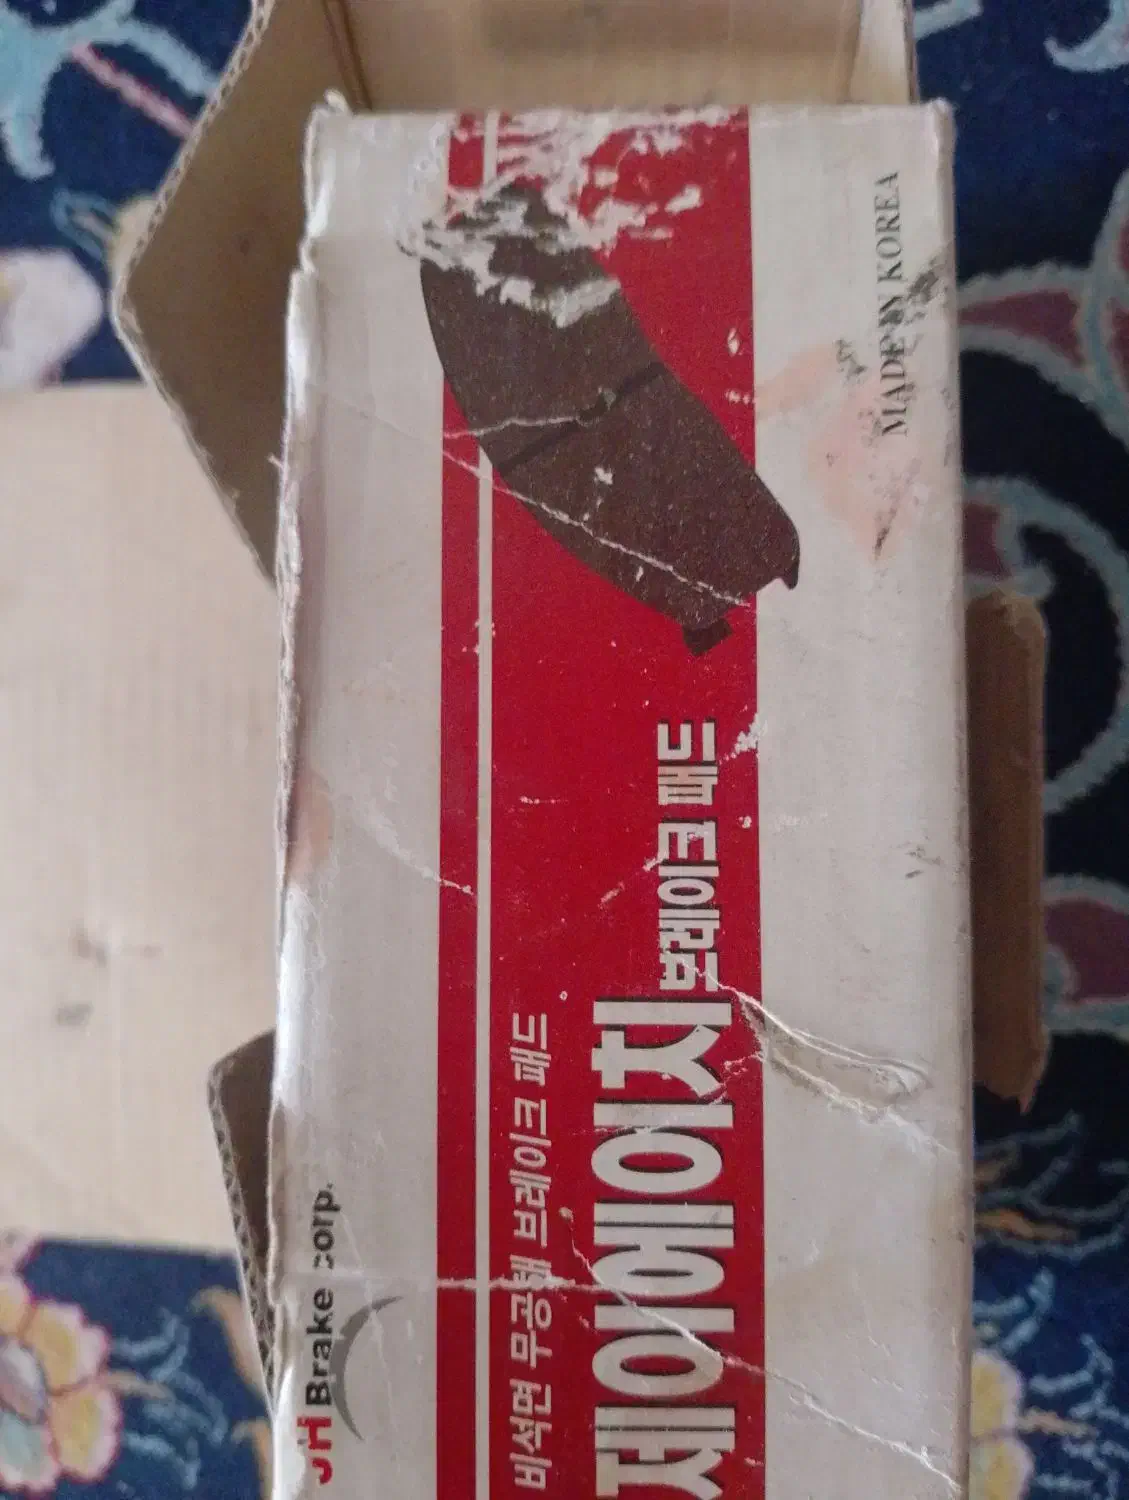 JH Brake corp.
비석면 무공해 브레이크 패드
제이에이치 브레이크 패드
MADE IN KOREA